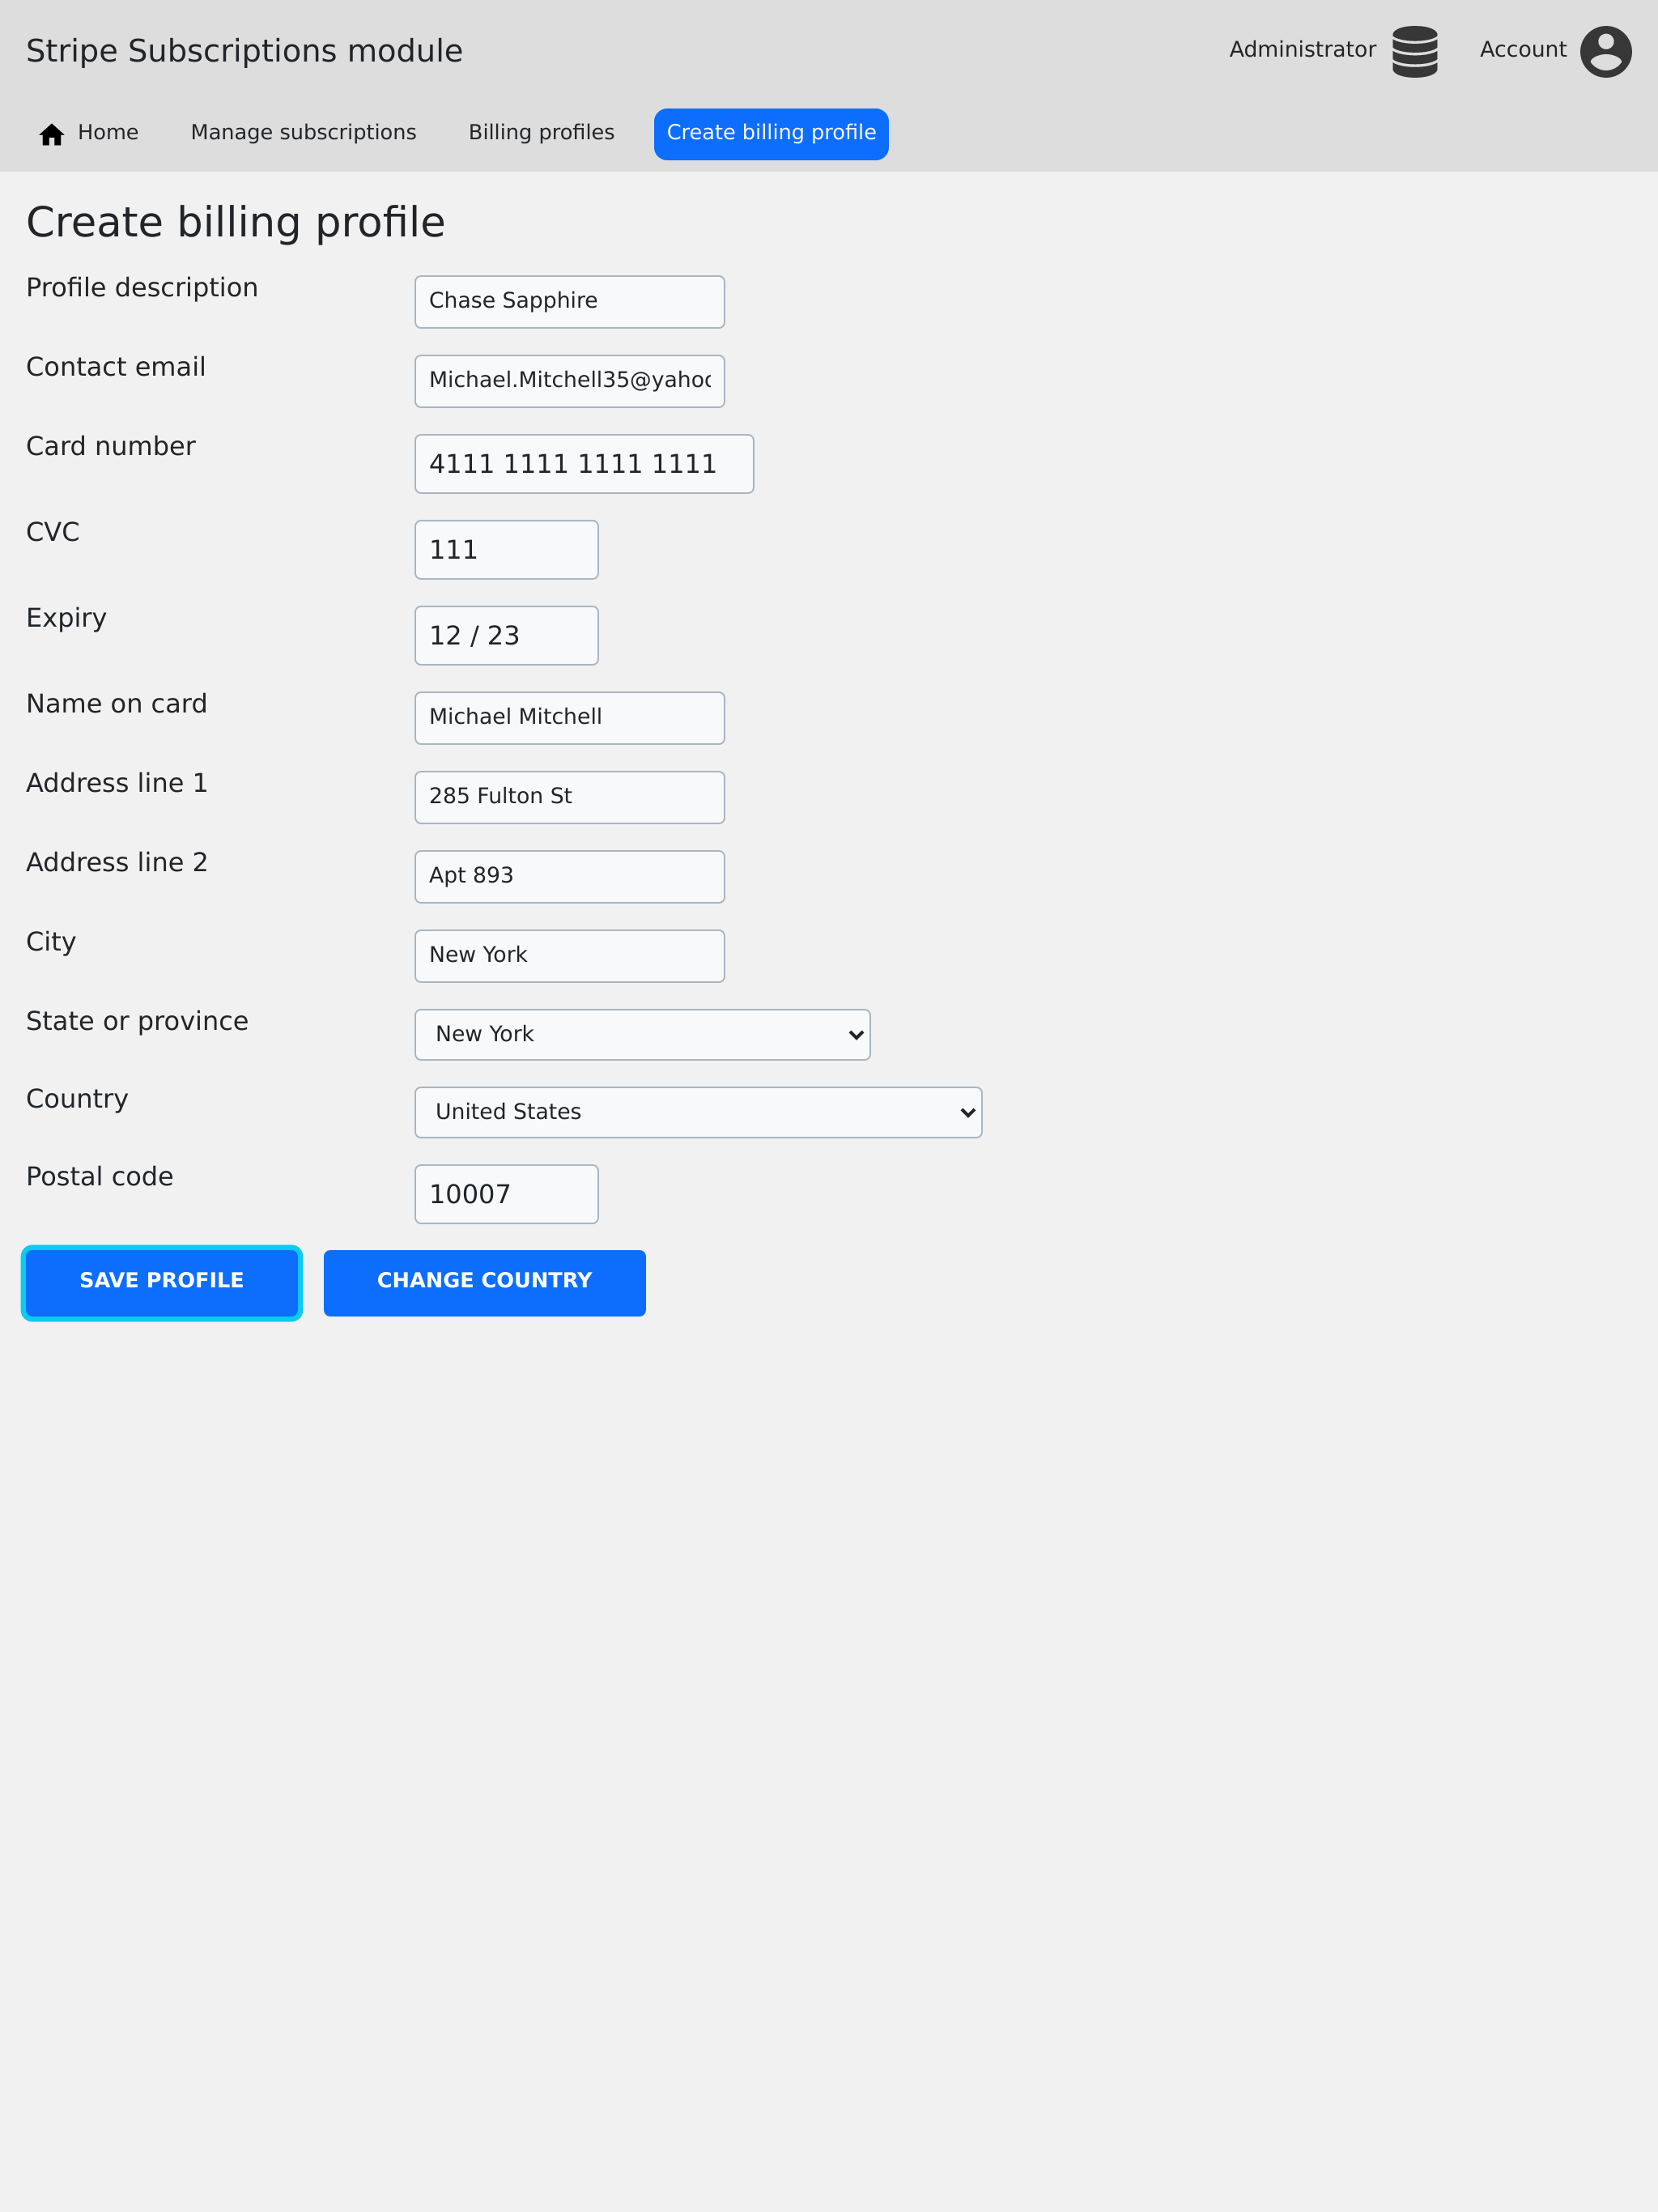 Stripe Subscriptions module
Administrator
Account
Home
Manage subscriptions
Billing profiles
Create billing profile
Create billing profile
Profile description
Chase Sapphire
Contact email
Michael.Mitchell35@yahoo
Card number
4111 1111 1111 1111
CVC
111
Expiry
12 / 23
Name on card
Michael Mitchell
Address line 1
285 Fulton St
Address line 2
Apt 893
City
New York
State or province
New York
Country
United States
Postal code
10007
SAVE PROFILE
CHANGE COUNTRY